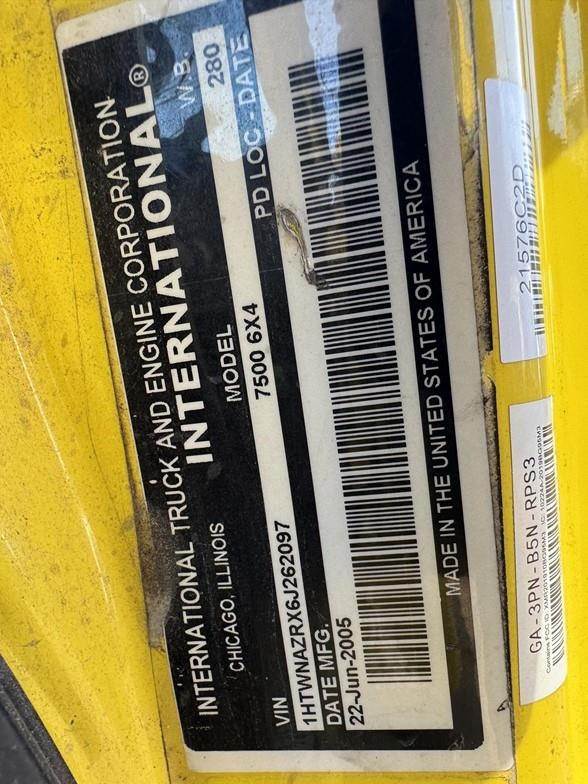 INTERNATIONAL TRUCK AND ENGINE CORPORATION
CHICAGO, ILLINOIS INTERNATIONAL®
VIN MODEL W.B.
1HTWNAZRX6J262097 7500 6X4 280
DATE MFG. PD LOC - DATE
22-Jun-2005
MADE IN THE UNITED STATES OF AMERICA
21576C2D
GA - 3PN - B5N - RPS3